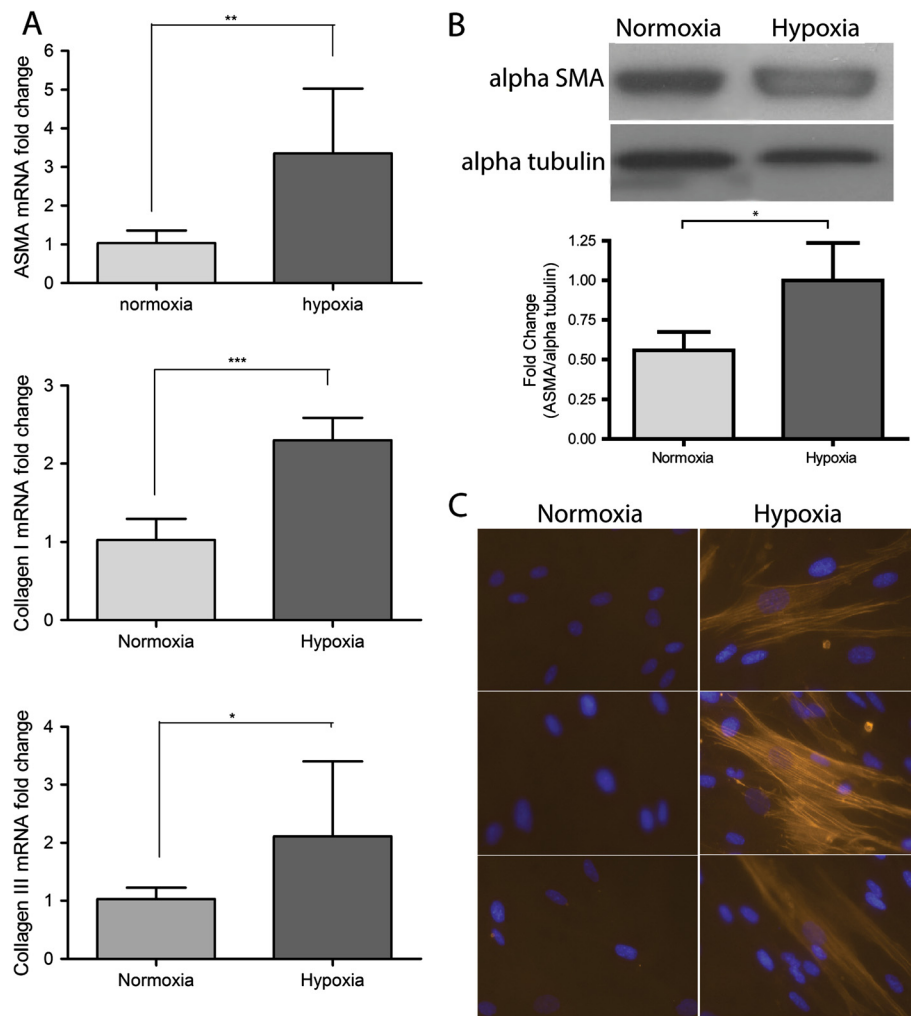 A
**
ASMA mRNA fold change
6
5
4
3
2
1
0
normoxia hypoxia
***
Collagen I mRNA fold change
3
2
1
0
Normoxia Hypoxia
*
Collagen III mRNA fold change
4
3
2
1
0
Normoxia Hypoxia
B
Normoxia Hypoxia
alpha SMA
alpha tubulin
*
Fold Change
(ASMA/alpha tubulin)
1.25
1.00
0.75
0.50
0.25
0.00
Normoxia Hypoxia
C
Normoxia Hypoxia